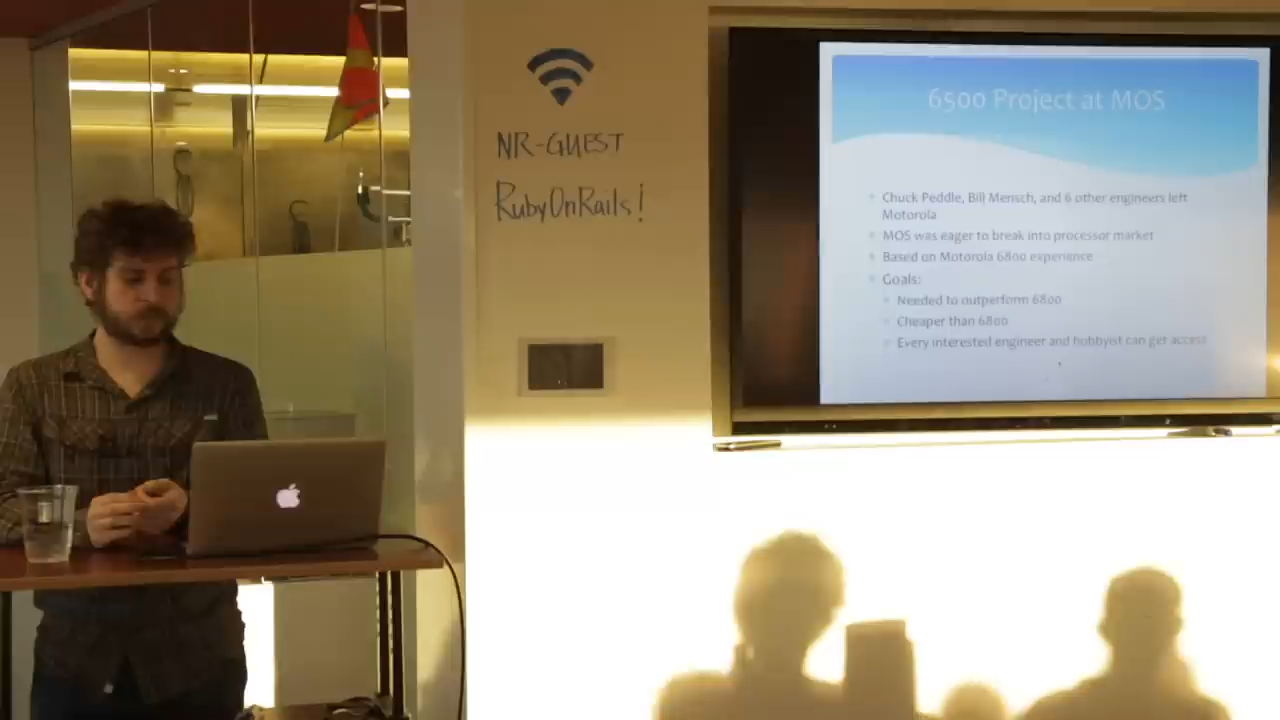 NR-GUEST
RubyOnRails!
6500 Project at MOS
Chuck Peddle, Bill Mensch, and 6 other engineers left
Motorola
MOS was eager to break into processor market
Based on Motorola 6800 experience
Goals:
Needed to outperform 6800
Cheaper than 6800
Every interested engineer and hobbyist can get access